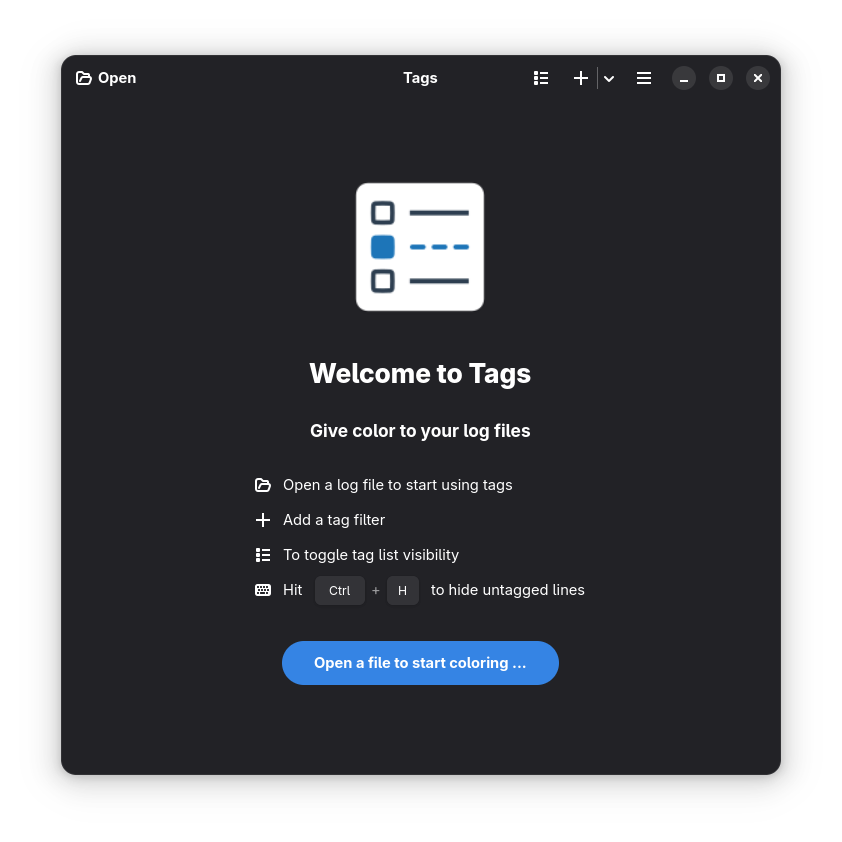 Open
Tags
Welcome to Tags
Give color to your log files
Open a log file to start using tags
Add a tag filter
To toggle tag list visibility
Hit Ctrl + H to hide untagged lines
Open a file to start coloring ...